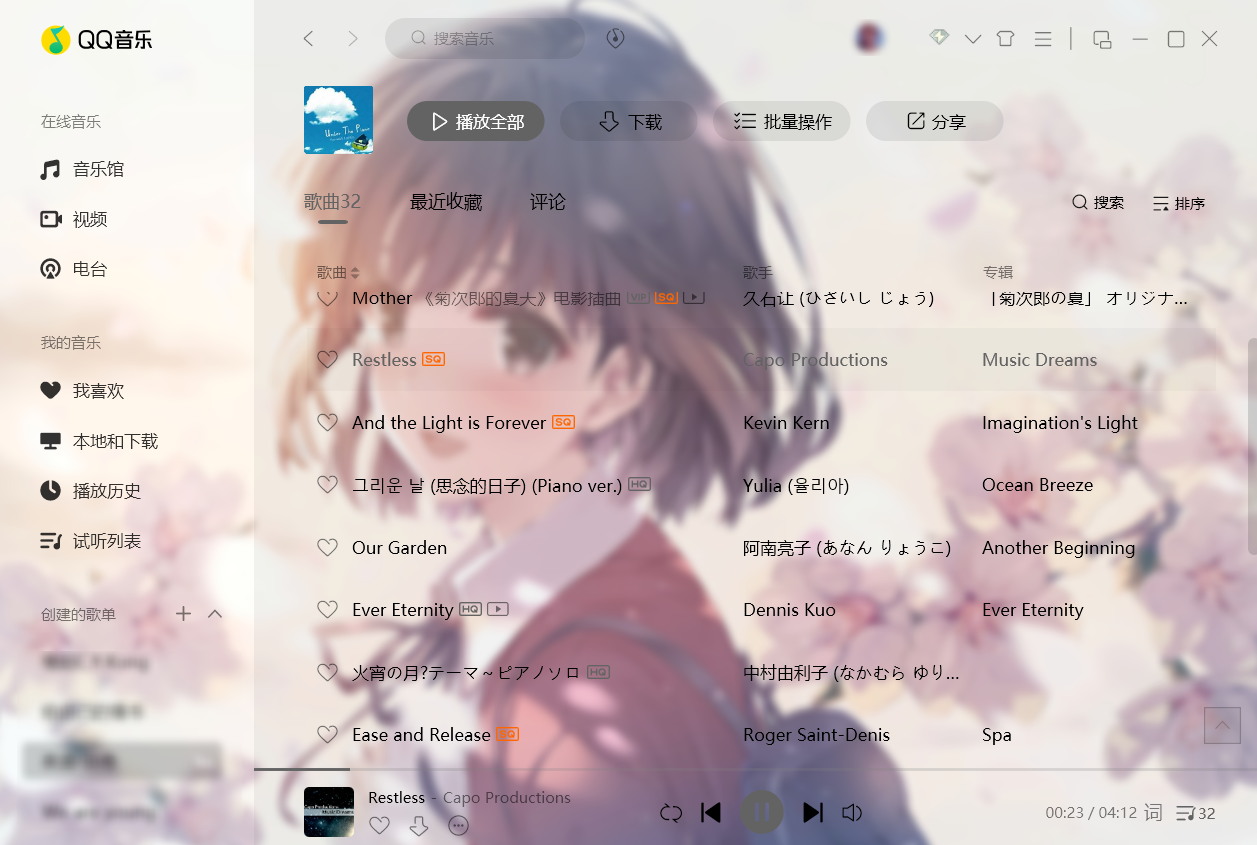 QQ音乐
搜索音乐
在线音乐
音乐馆
视频
电台
我的音乐
我喜欢
本地和下载
播放历史
试听列表
创建的歌单
播放全部 下载 批量操作 分享
歌曲32 最近收藏 评论 搜索 排序
歌曲 歌手 专辑
Mother 《菊次郎的夏天》电影插曲 VIP SQ 久石让 (ひさいし じょう) 「菊次郎の夏」 オリジナ...
Restless SQ Capo Productions Music Dreams
And the Light is Forever SQ Kevin Kern Imagination's Light
그리운 날 (思念的日子) (Piano ver.) HQ Yulia (율리아) Ocean Breeze
Our Garden 阿南亮子 (あなん りょうこ) Another Beginning
Ever Eternity HQ Dennis Kuo Ever Eternity
火宵の月?テーマ～ピアノソロ HQ 中村由利子 (なかむら ゆり...
Ease and Release SQ Roger Saint-Denis Spa
Restless - Capo Productions
00:23 / 04:12 词 32